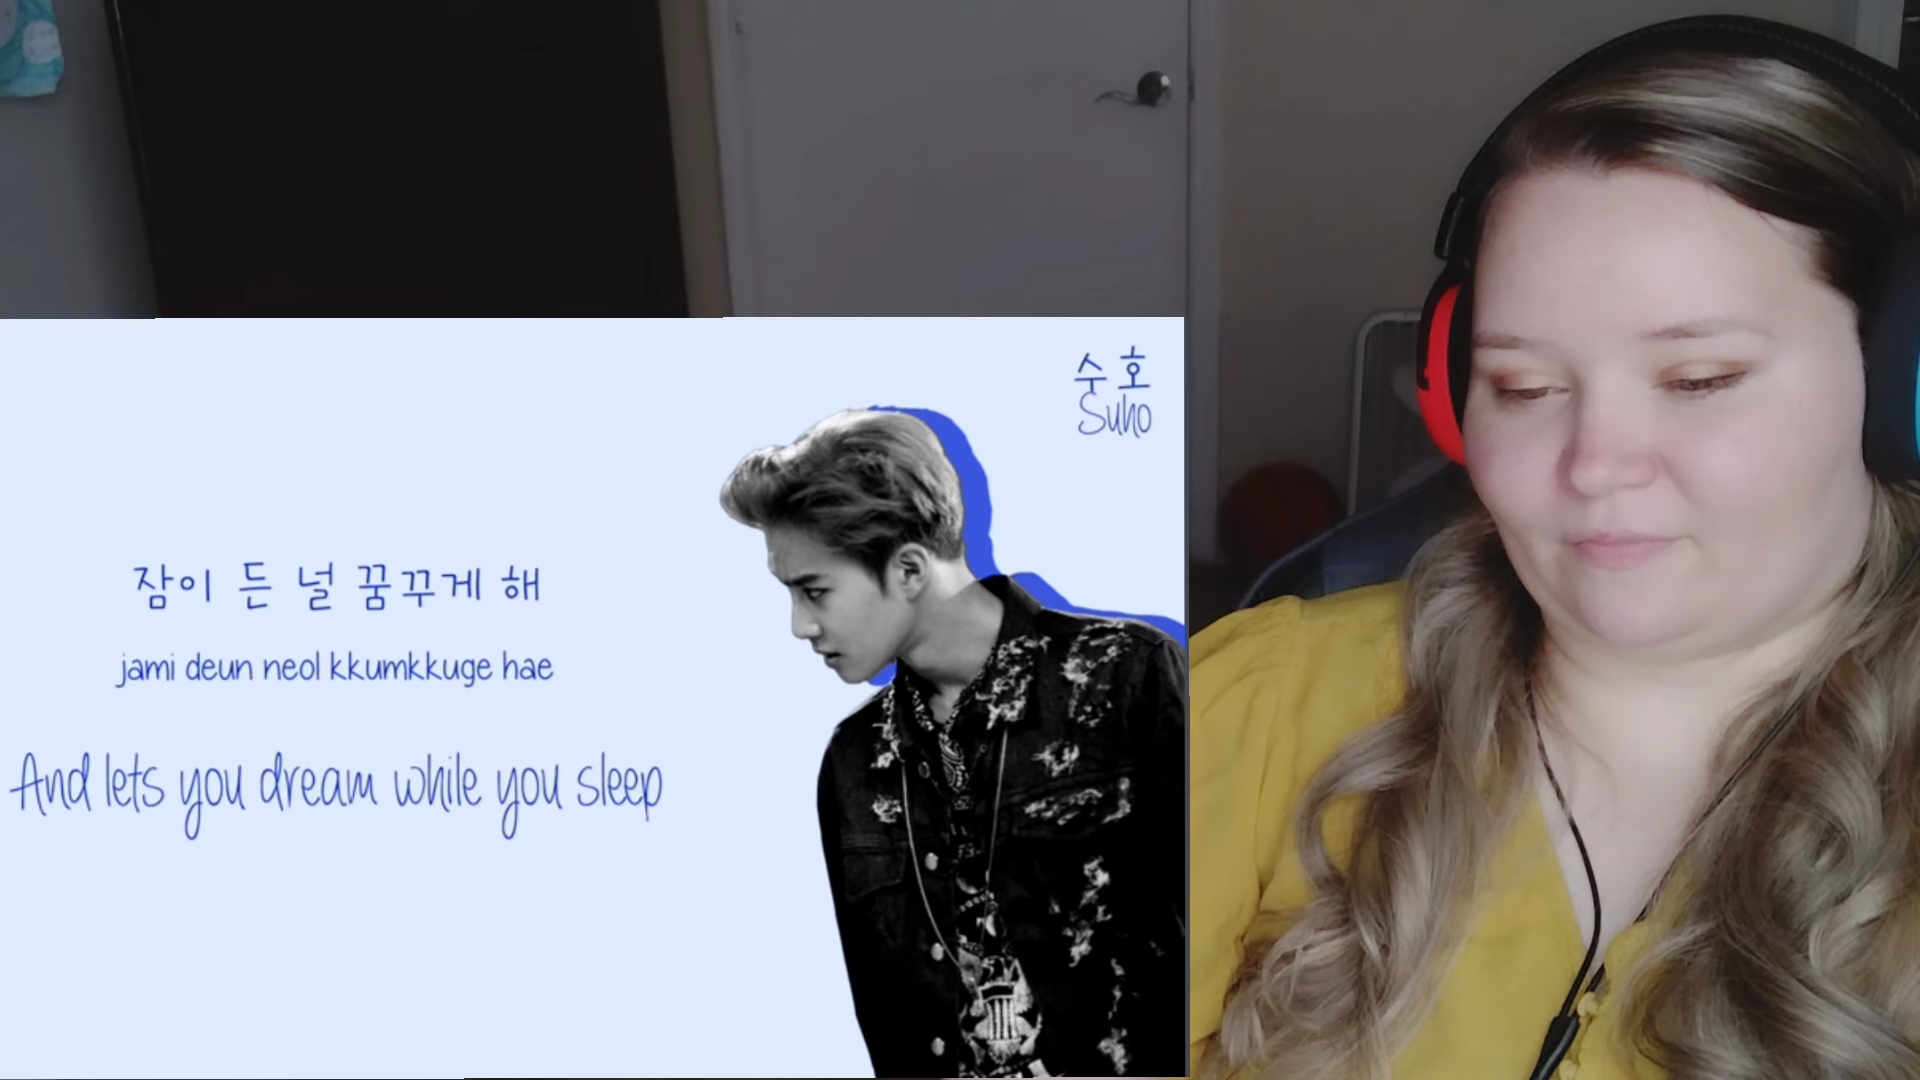 수호
Suho
잠이 든 널 꿈꾸게 해
jami deun neol kkumkkuge hae
And lets you dream while you sleep